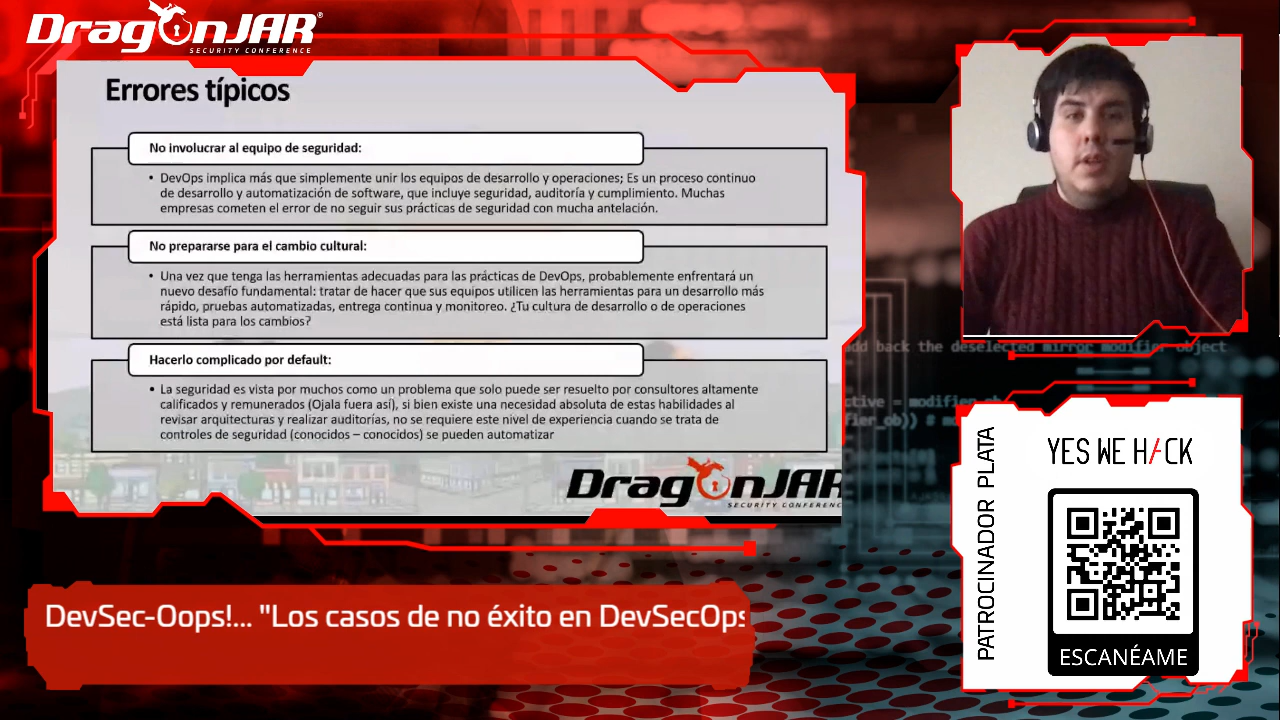 DragonJAR
SECURITY CONFERENCE
Errores típicos
No involucrar al equipo de seguridad:
• DevOps implica más que simplemente unir los equipos de desarrollo y operaciones; Es un proceso continuo
de desarrollo y automatización de software, que incluye seguridad, auditoría y cumplimiento. Muchas
empresas cometen el error de no seguir sus prácticas de seguridad con mucha antelación.
No prepararse para el cambio cultural:
• Una vez que tenga las herramientas adecuadas para las prácticas de DevOps, probablemente enfrentará un
nuevo desafío fundamental: tratar de hacer que sus equipos utilicen las herramientas para un desarrollo más
rápido, pruebas automatizadas, entrega continua y monitoreo. ¿Tu cultura de desarrollo o de operaciones
está lista para los cambios?
Hacerlo complicado por default:
• La seguridad es vista por muchos como un problema que solo puede ser resuelto por consultores altamente
calificados y remunerados (Ojala fuera así), si bien existe una necesidad absoluta de estas habilidades al
revisar arquitecturas y realizar auditorías, no se requiere este nivel de experiencia cuando se trata de
controles de seguridad (conocidos – conocidos) se pueden automatizar
DragonJAR
SECURITY CONFERENC
add back the deselected mirror modifier object
ctive = modifier_ob
fier_ob)) # m
PATROCINADOR PLATA
YES WE H/CK
ESCANÉAME
DevSec-Oops!... "Los casos de no éxito en DevSecOps